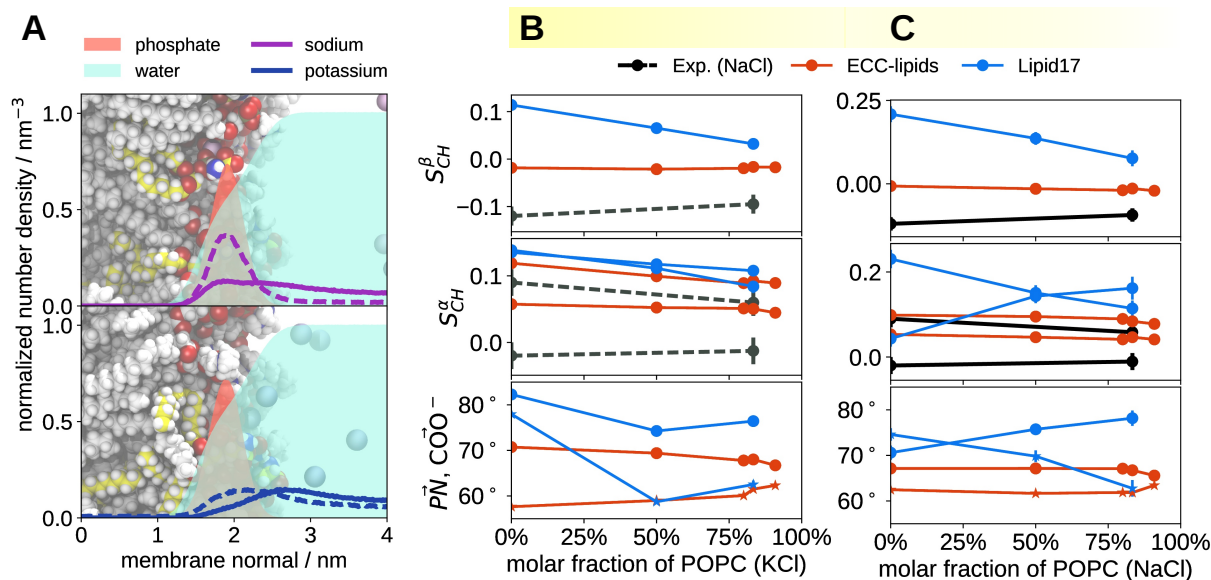 A
phosphate
sodium
water
potassium
normalized number density / nm⁻³
1.0
0.5
0.0
1.0
0.5
0.0
0
1
2
3
4
membrane normal / nm
B
C
Exp. (NaCl)
ECC-lipids
Lipid17
S^β_CH
0.1
0.0
−0.1
S^α_CH
0.1
0.0
P⃗N, COO⃗⁻
80°
70°
60°
0%
25%
50%
75%
100%
molar fraction of POPC (KCl)
0.25
0.00
0.2
0.0
80°
70°
60°
0%
25%
50%
75%
100%
molar fraction of POPC (NaCl)